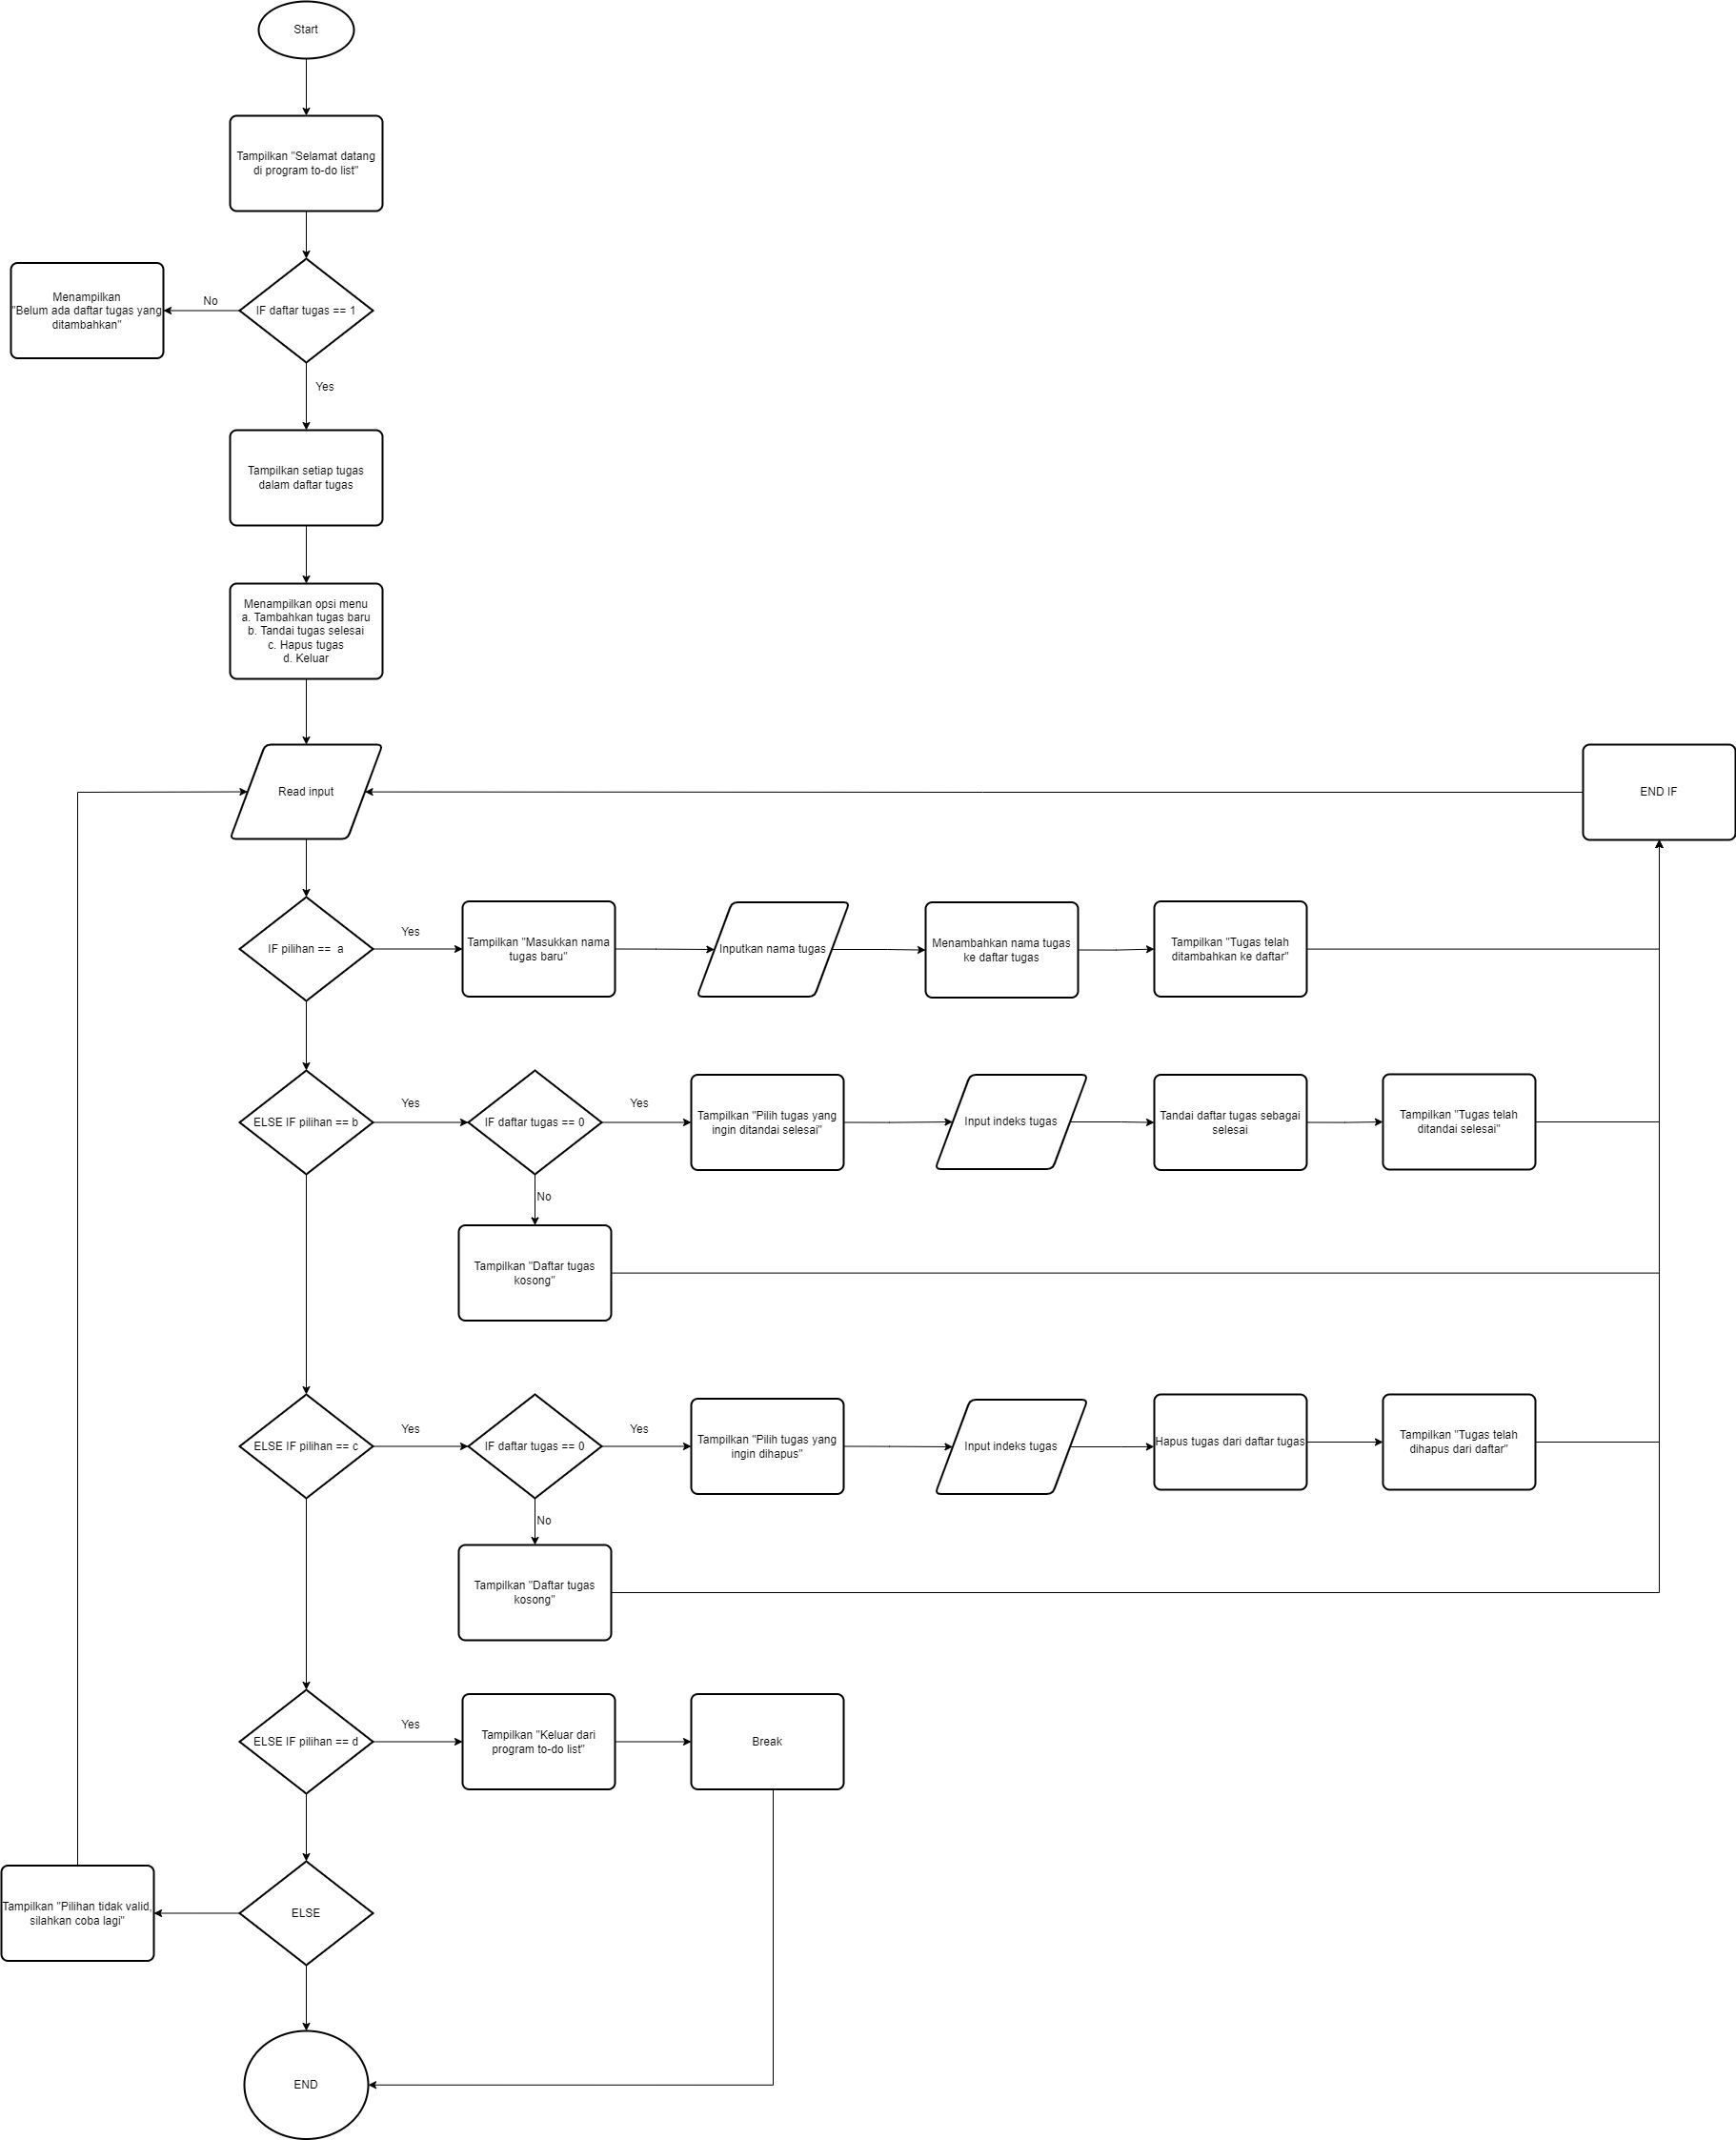 Start
Tampilkan "Selamat datang
di program to-do list"
IF daftar tugas == 1
No
Menampilkan
"Belum ada daftar tugas yang
ditambahkan"
Yes
Tampilkan setiap tugas
dalam daftar tugas
Menampilkan opsi menu
a. Tambahkan tugas baru
b. Tandai tugas selesai
c. Hapus tugas
d. Keluar
Read input
END IF
IF pilihan == a
Yes
Tampilkan "Masukkan nama
tugas baru"
Inputkan nama tugas
Menambahkan nama tugas
ke daftar tugas
Tampilkan "Tugas telah
ditambahkan ke daftar"
ELSE IF pilihan == b
Yes
IF daftar tugas == 0
Yes
Tampilkan "Pilih tugas yang
ingin ditandai selesai"
Input indeks tugas
Tandai daftar tugas sebagai
selesai
Tampilkan "Tugas telah
ditandai selesai"
No
Tampilkan "Daftar tugas
kosong"
ELSE IF pilihan == c
Yes
IF daftar tugas == 0
Yes
Tampilkan "Pilih tugas yang
ingin dihapus"
Input indeks tugas
Hapus tugas dari daftar tugas
Tampilkan "Tugas telah
dihapus dari daftar"
No
Tampilkan "Daftar tugas
kosong"
ELSE IF pilihan == d
Yes
Tampilkan "Keluar dari
program to-do list"
Break
ELSE
Tampilkan "Pilihan tidak valid,
silahkan coba lagi"
END